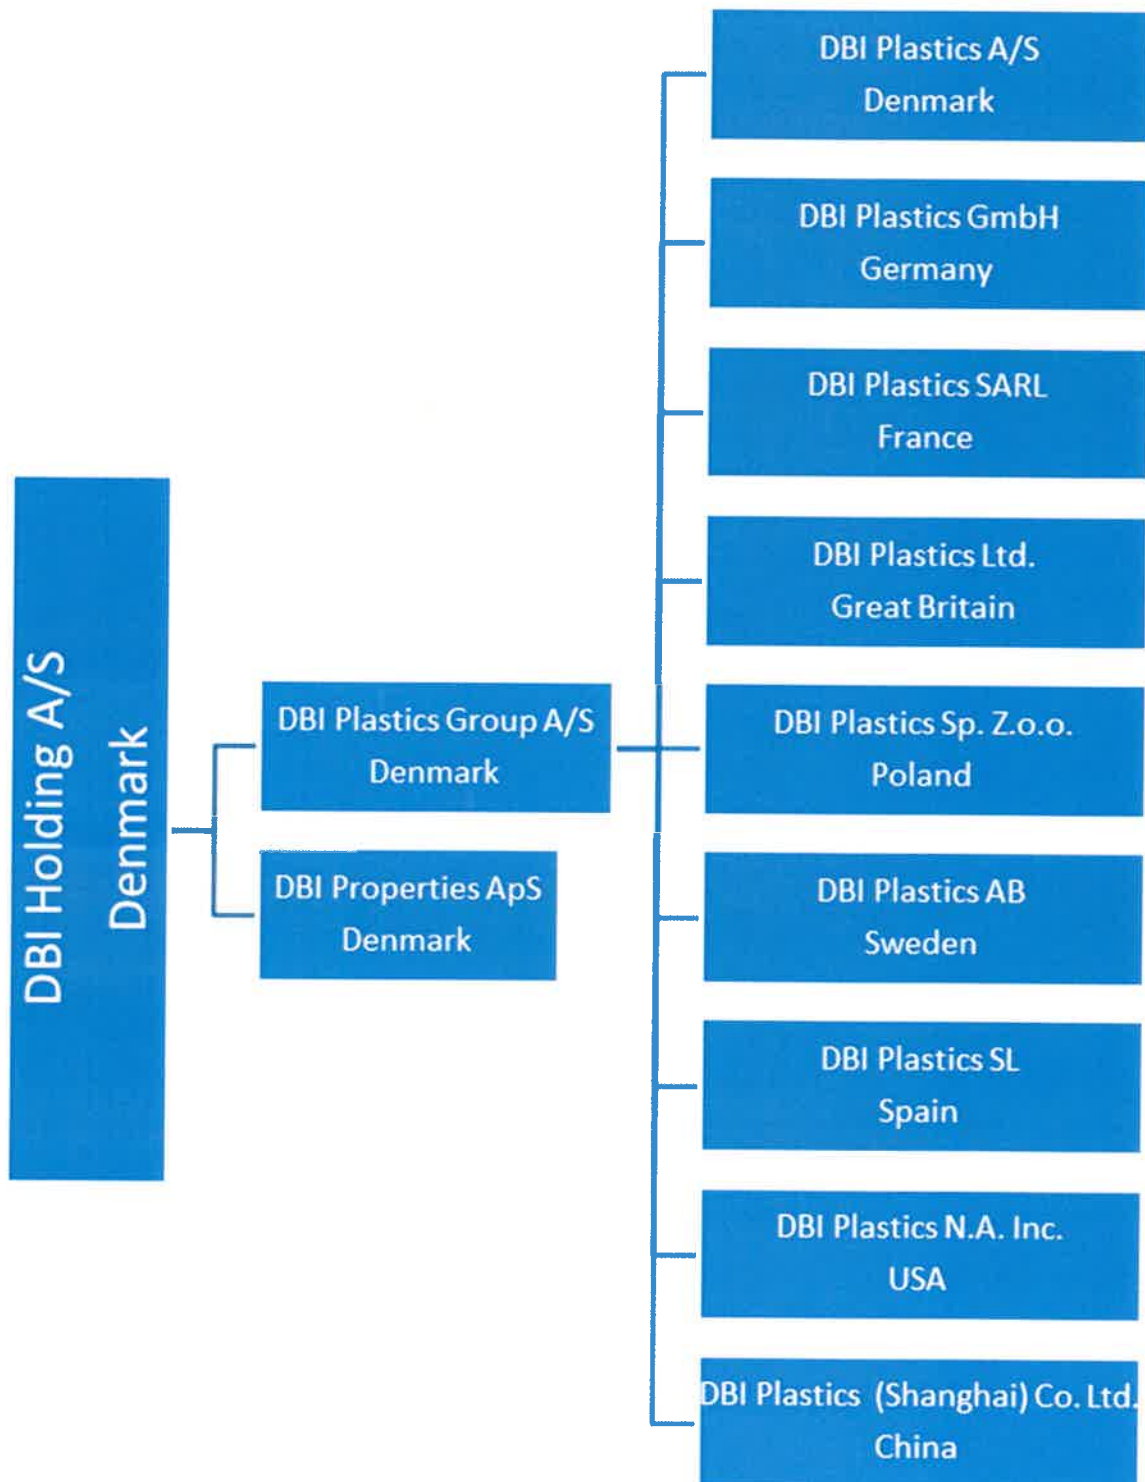 DBI Holding A/S
Denmark
DBI Plastics Group A/S
Denmark
DBI Properties ApS
Denmark
DBI Plastics A/S
Denmark
DBI Plastics GmbH
Germany
DBI Plastics SARL
France
DBI Plastics Ltd.
Great Britain
DBI Plastics Sp. Z.o.o.
Poland
DBI Plastics AB
Sweden
DBI Plastics SL
Spain
DBI Plastics N.A. Inc.
USA
DBI Plastics (Shanghai) Co. Ltd.
China